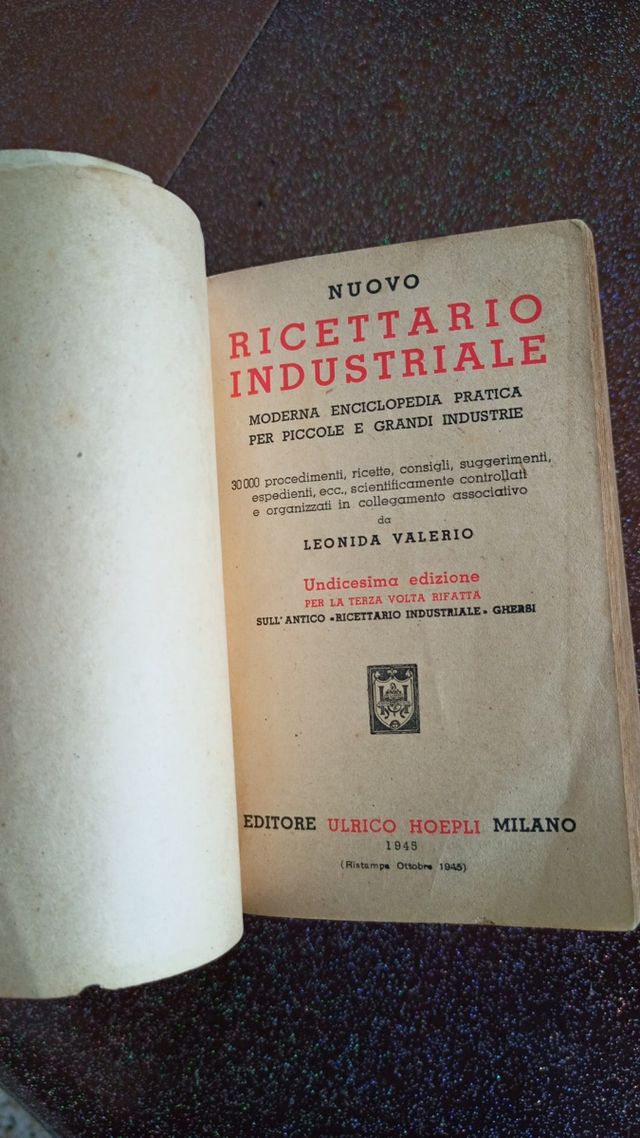 NUOVO
RICETTARIO
INDUSTRIALE
MODERNA ENCICLOPEDIA PRATICA
PER PICCOLE E GRANDI INDUSTRIE
30 000 procedimenti, ricette, consigli, suggerimenti,
espedienti, ecc., scientificamente controllati
e organizzati in collegamento associativo
da
LEONIDA VALERIO
Undicesima edizione
PER LA TERZA VOLTA RIFATTA
SULL'ANTICO «RICETTARIO INDUSTRIALE» GHERSI
EDITORE ULRICO HOEPLI MILANO
1945
(Ristampa Ottobre 1945)